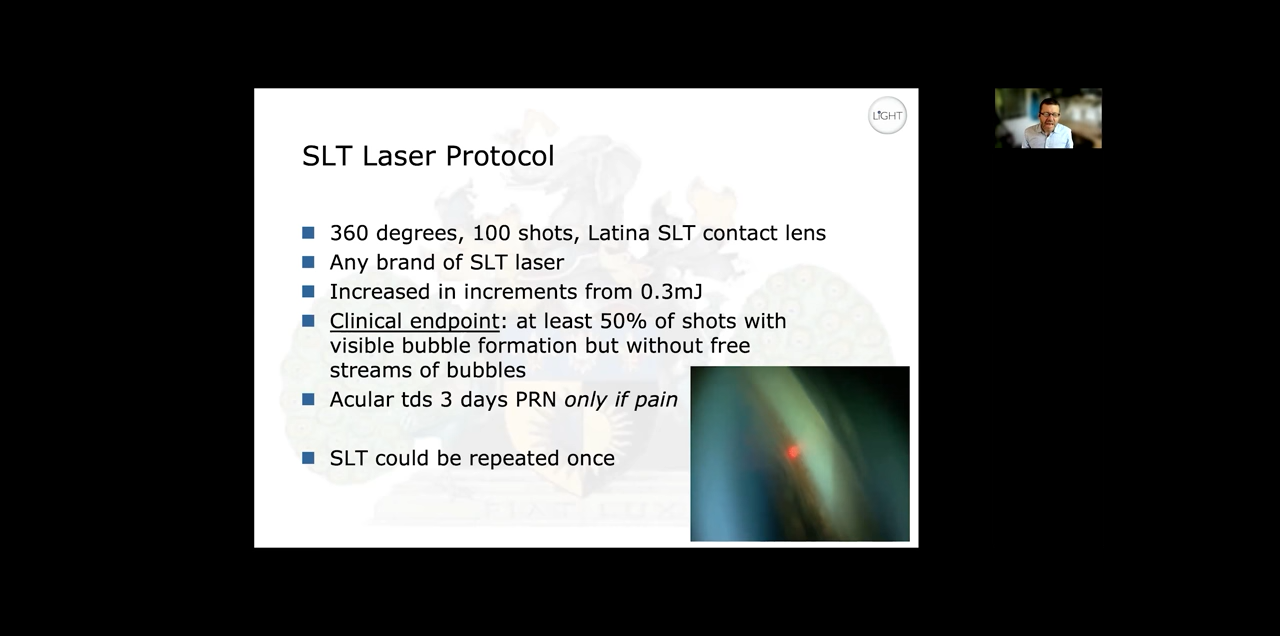 LiGHT
SLT Laser Protocol
360 degrees, 100 shots, Latina SLT contact lens
Any brand of SLT laser
Increased in increments from 0.3mJ
Clinical endpoint: at least 50% of shots with
visible bubble formation but without free
streams of bubbles
Acular tds 3 days PRN only if pain
SLT could be repeated once
FIAT LUX